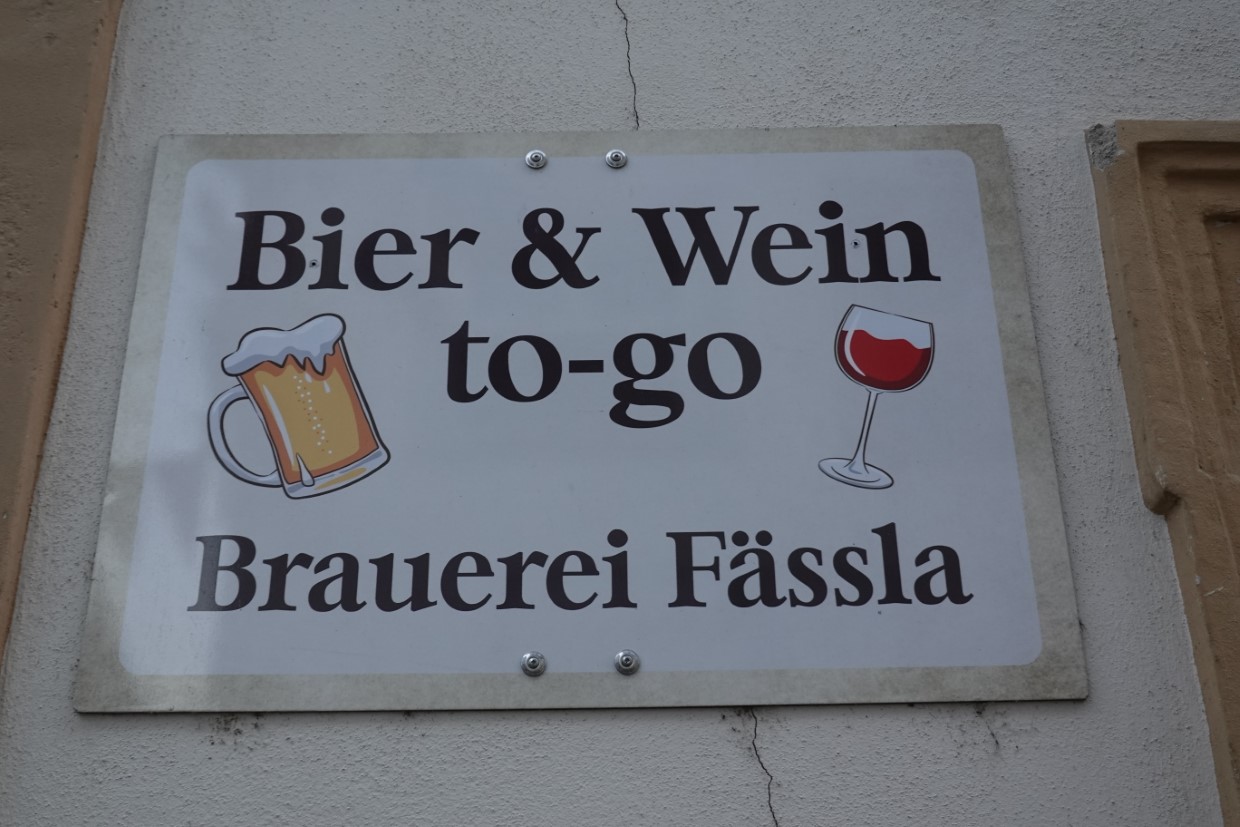 Bier & Wein
to-go
Brauerei Fässla